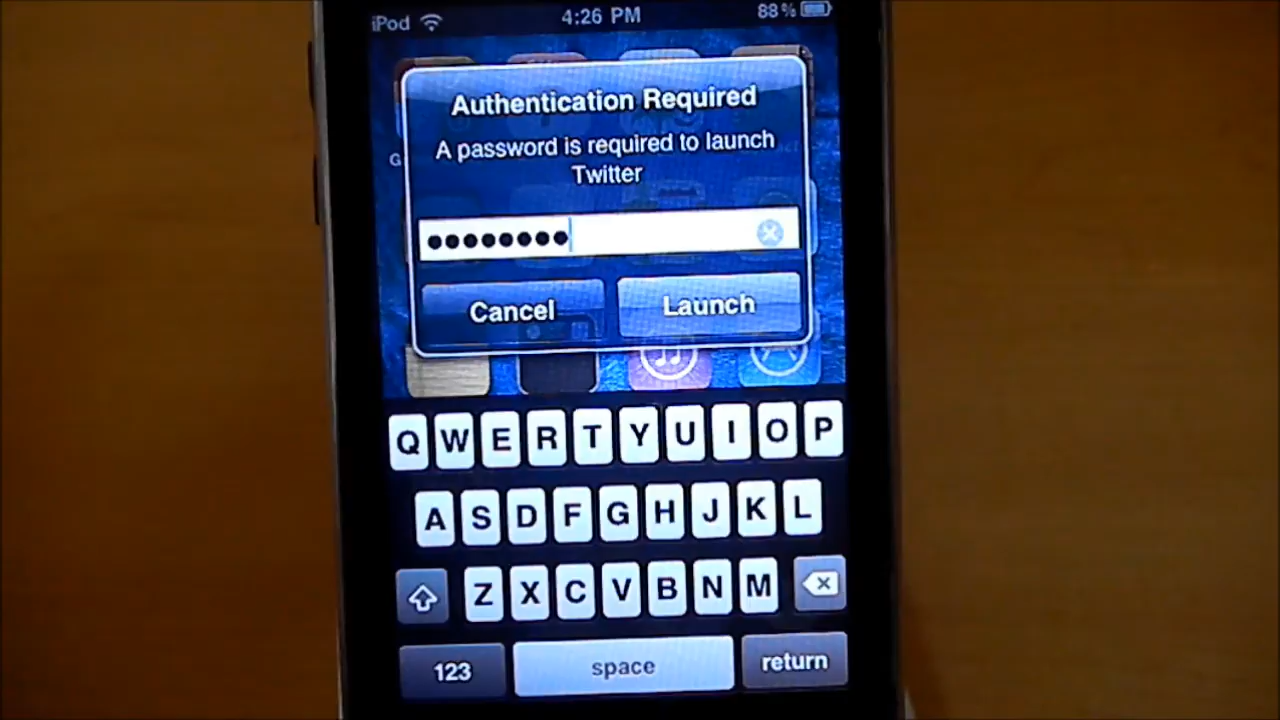 iPod 4:26 PM 88%
Authentication Required
A password is required to launch
Twitter
●●●●●●●●
Cancel Launch
Q W E R T Y U I O P
A S D F G H J K L
Z X C V B N M
123 space return